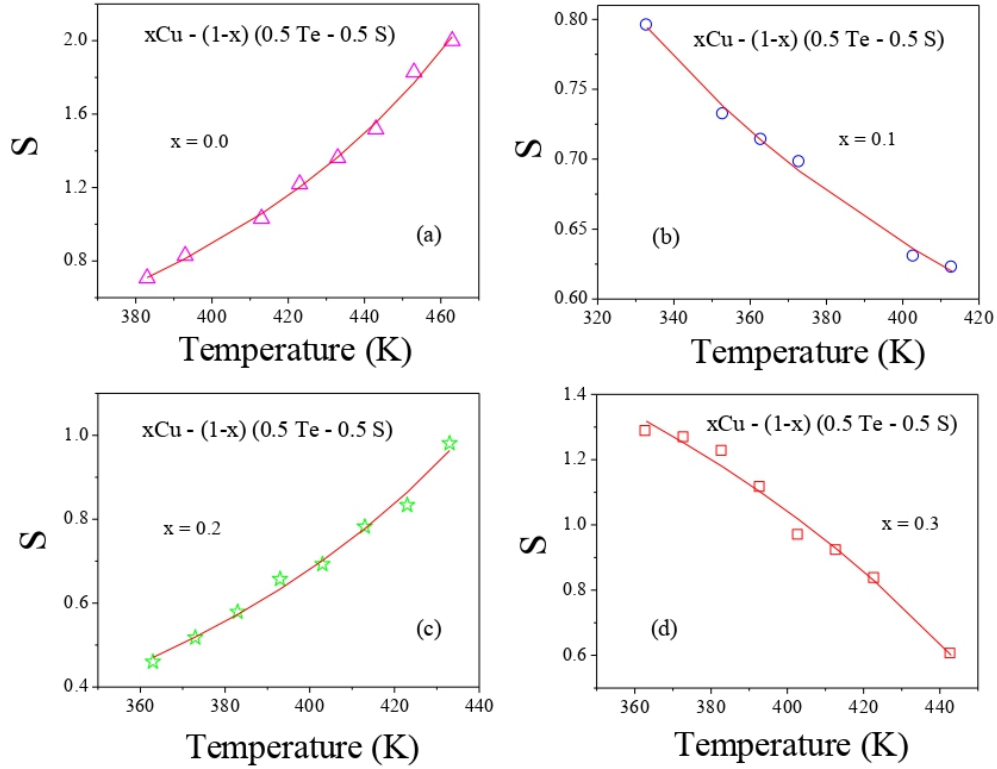 xCu - (1-x) (0.5 Te - 0.5 S)
x = 0.0
(a)
S
2.0
1.6
1.2
0.8
380
400
420
440
460
Temperature (K)
xCu - (1-x) (0.5 Te - 0.5 S)
x = 0.1
(b)
S
0.80
0.75
0.70
0.65
0.60
320
340
360
380
400
420
Temperature (K)
xCu - (1-x) (0.5 Te - 0.5 S)
x = 0.2
(c)
S
1.0
0.8
0.6
0.4
360
380
400
420
440
Temperature (K)
xCu - (1-x) (0.5 Te - 0.5 S)
x = 0.3
(d)
S
1.4
1.2
1.0
0.8
0.6
360
380
400
420
440
Temperature (K)